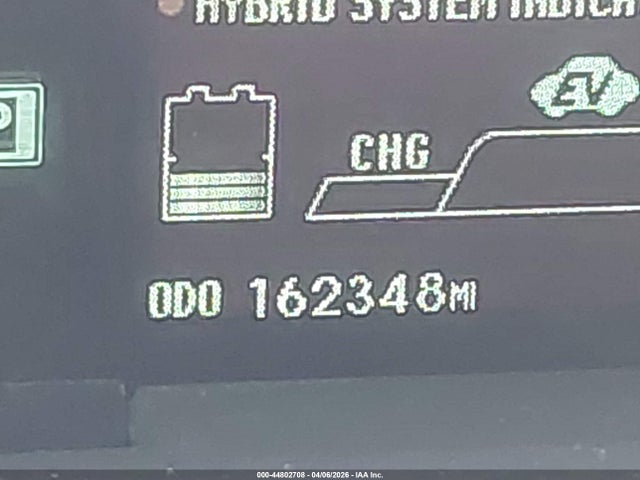 HYBRID SYSTEM INDICA
P
EV
CHG
ODO 162348MI
000-44802708 - 04/06/2026 - IAA Inc.